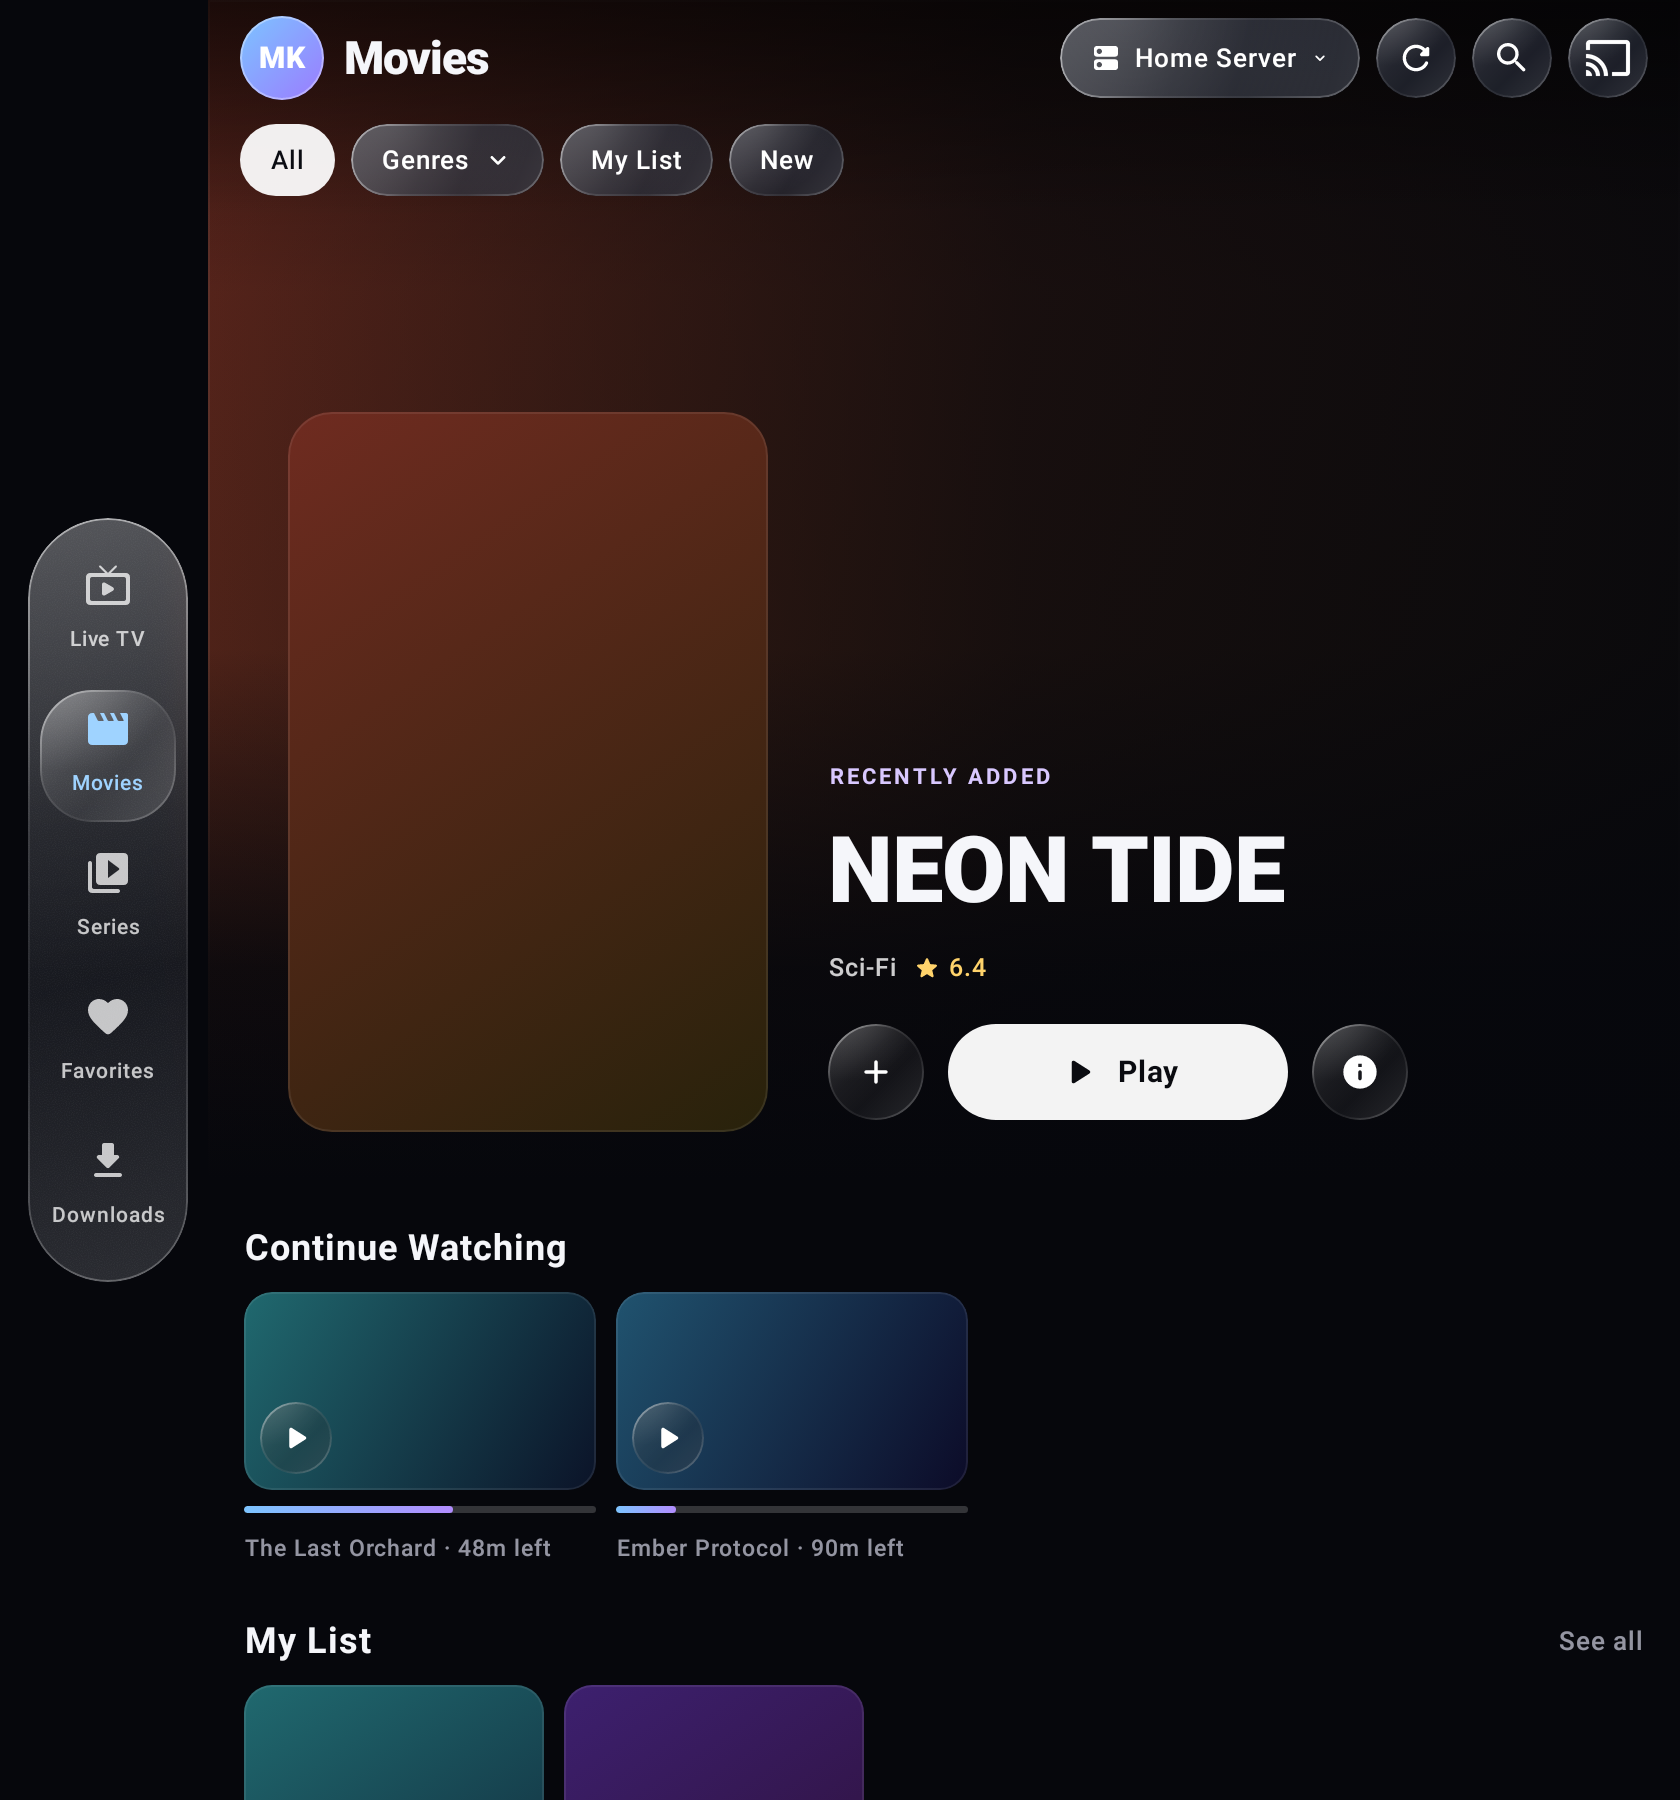 MK
Movies
Home Server
All
Genres
My List
New
Live TV
Movies
Series
Favorites
Downloads
RECENTLY ADDED
NEON TIDE
Sci-Fi 6.4
Play
Continue Watching
The Last Orchard · 48m left
Ember Protocol · 90m left
My List
See all